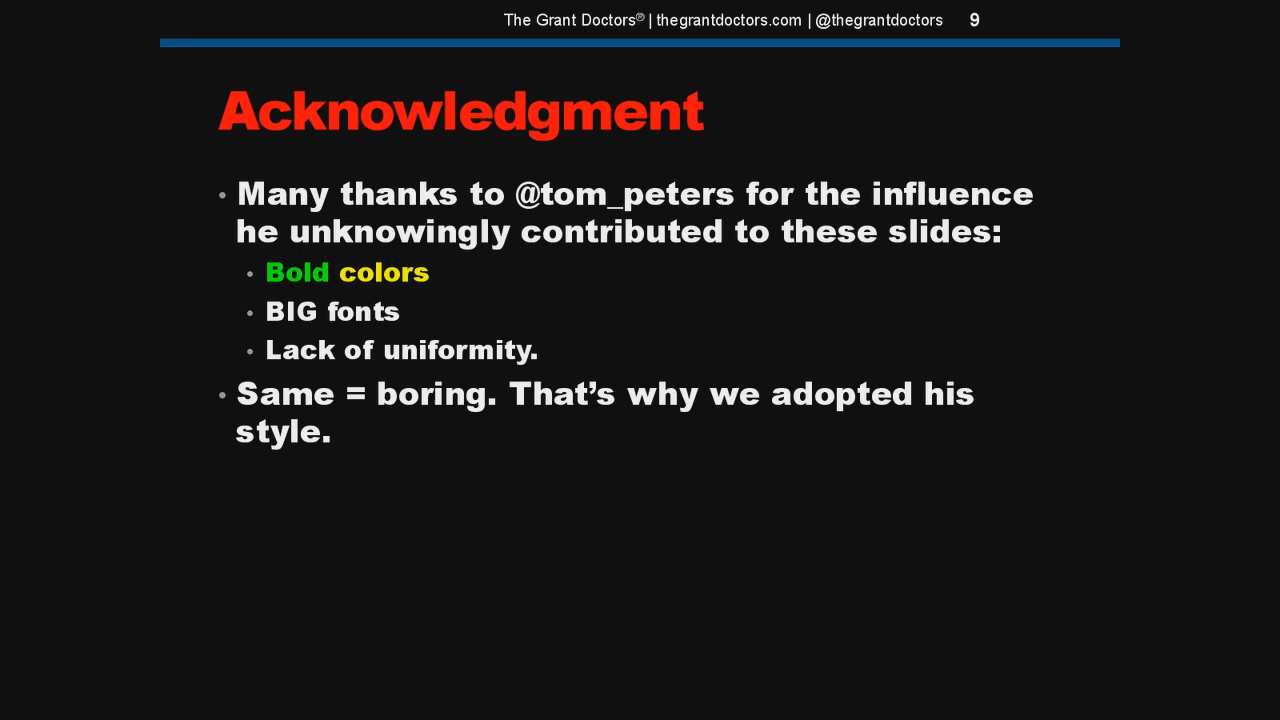 The Grant Doctors® | thegrantdoctors.com | @thegrantdoctors 9
Acknowledgment
• Many thanks to @tom_peters for the influence
he unknowingly contributed to these slides:
• Bold colors
• BIG fonts
• Lack of uniformity.
• Same = boring. That’s why we adopted his
style.